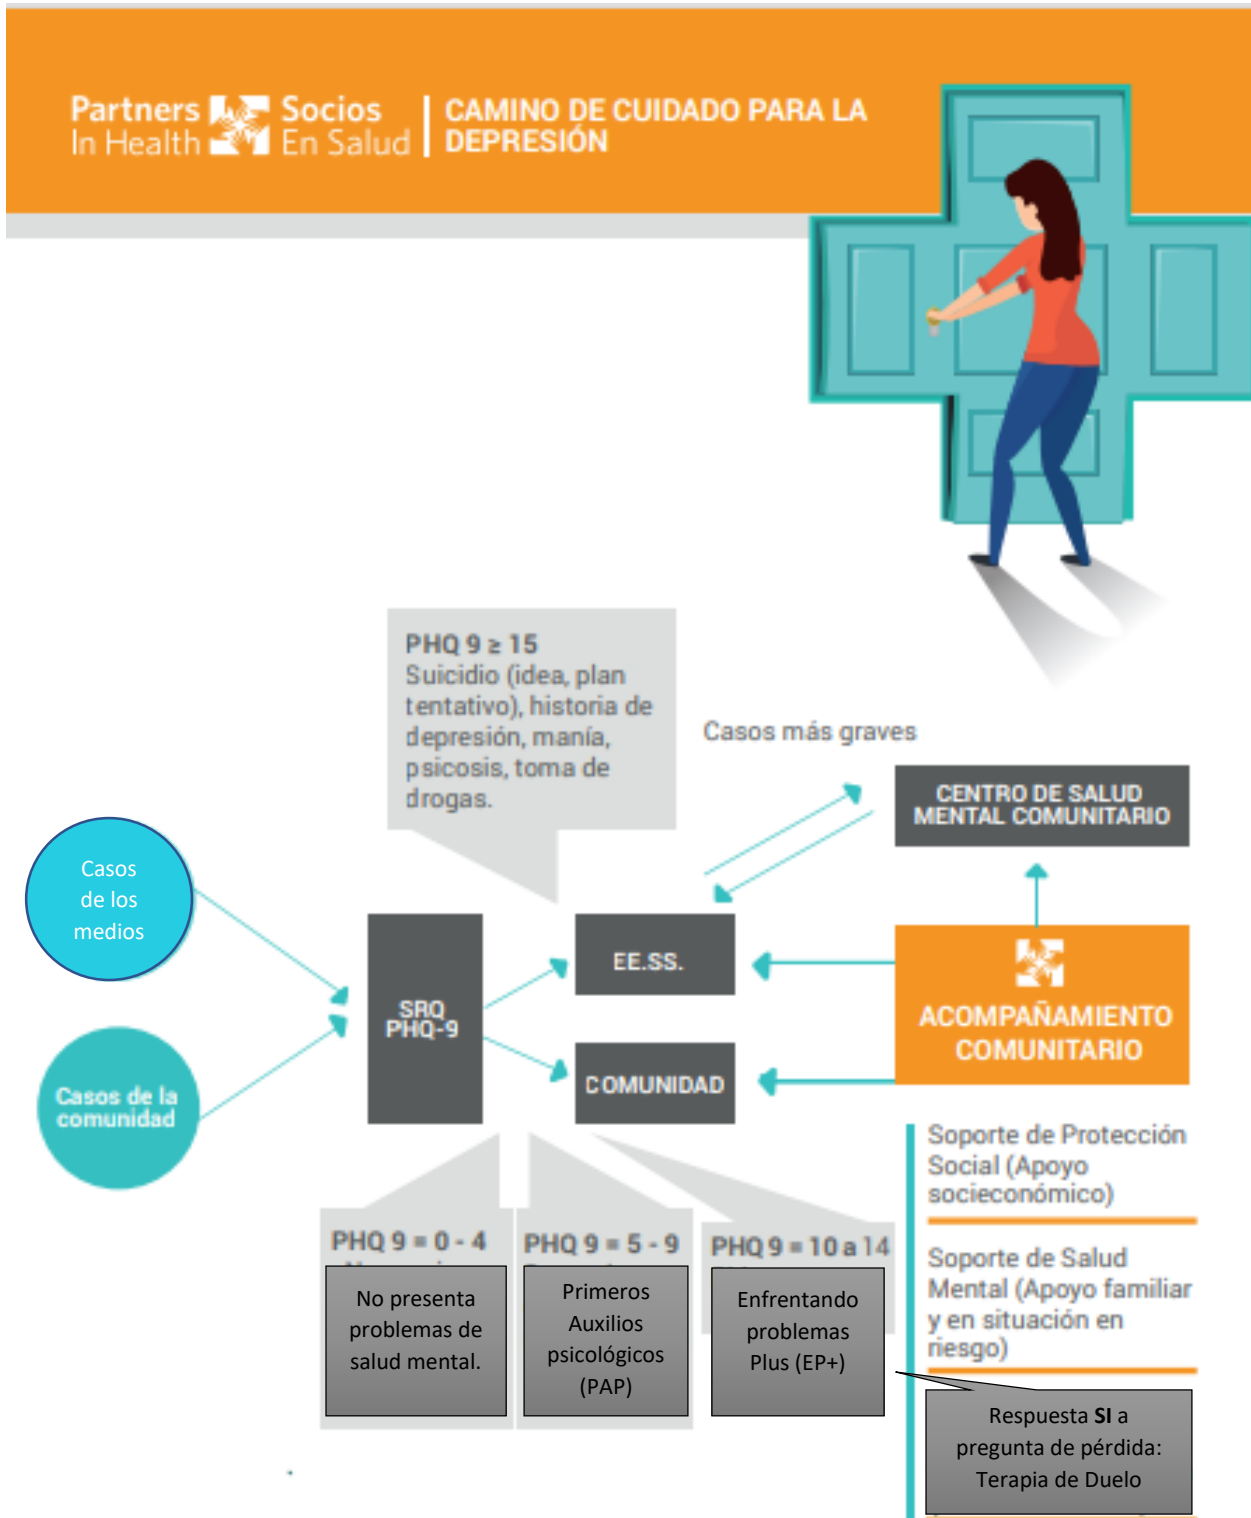 Partners
In Health
Socios
En Salud
CAMINO DE CUIDADO PARA LA
DEPRESIÓN
PHQ 9 ≥ 15
Suicidio (idea, plan
tentativo), historia de
depresión, manía,
psicosis, toma de
drogas.
Casos más graves
CENTRO DE SALUD
MENTAL COMUNITARIO
Casos
de los
medios
Casos de la
comunidad
SRQ
PHQ-9
EE.SS.
COMUNIDAD
ACOMPAÑAMIENTO
COMUNITARIO
PHQ 9 = 0 - 4
No presenta
problemas de
salud mental.
PHQ 9 = 5 - 9
Primeros
Auxilios
psicológicos
(PAP)
PHQ 9 = 10 a 14
Enfrentando
problemas
Plus (EP+)
Soporte de Protección
Social (Apoyo
socieconómico)
Soporte de Salud
Mental (Apoyo familiar
y en situación en
riesgo)
Respuesta SI a
pregunta de pérdida:
Terapia de Duelo